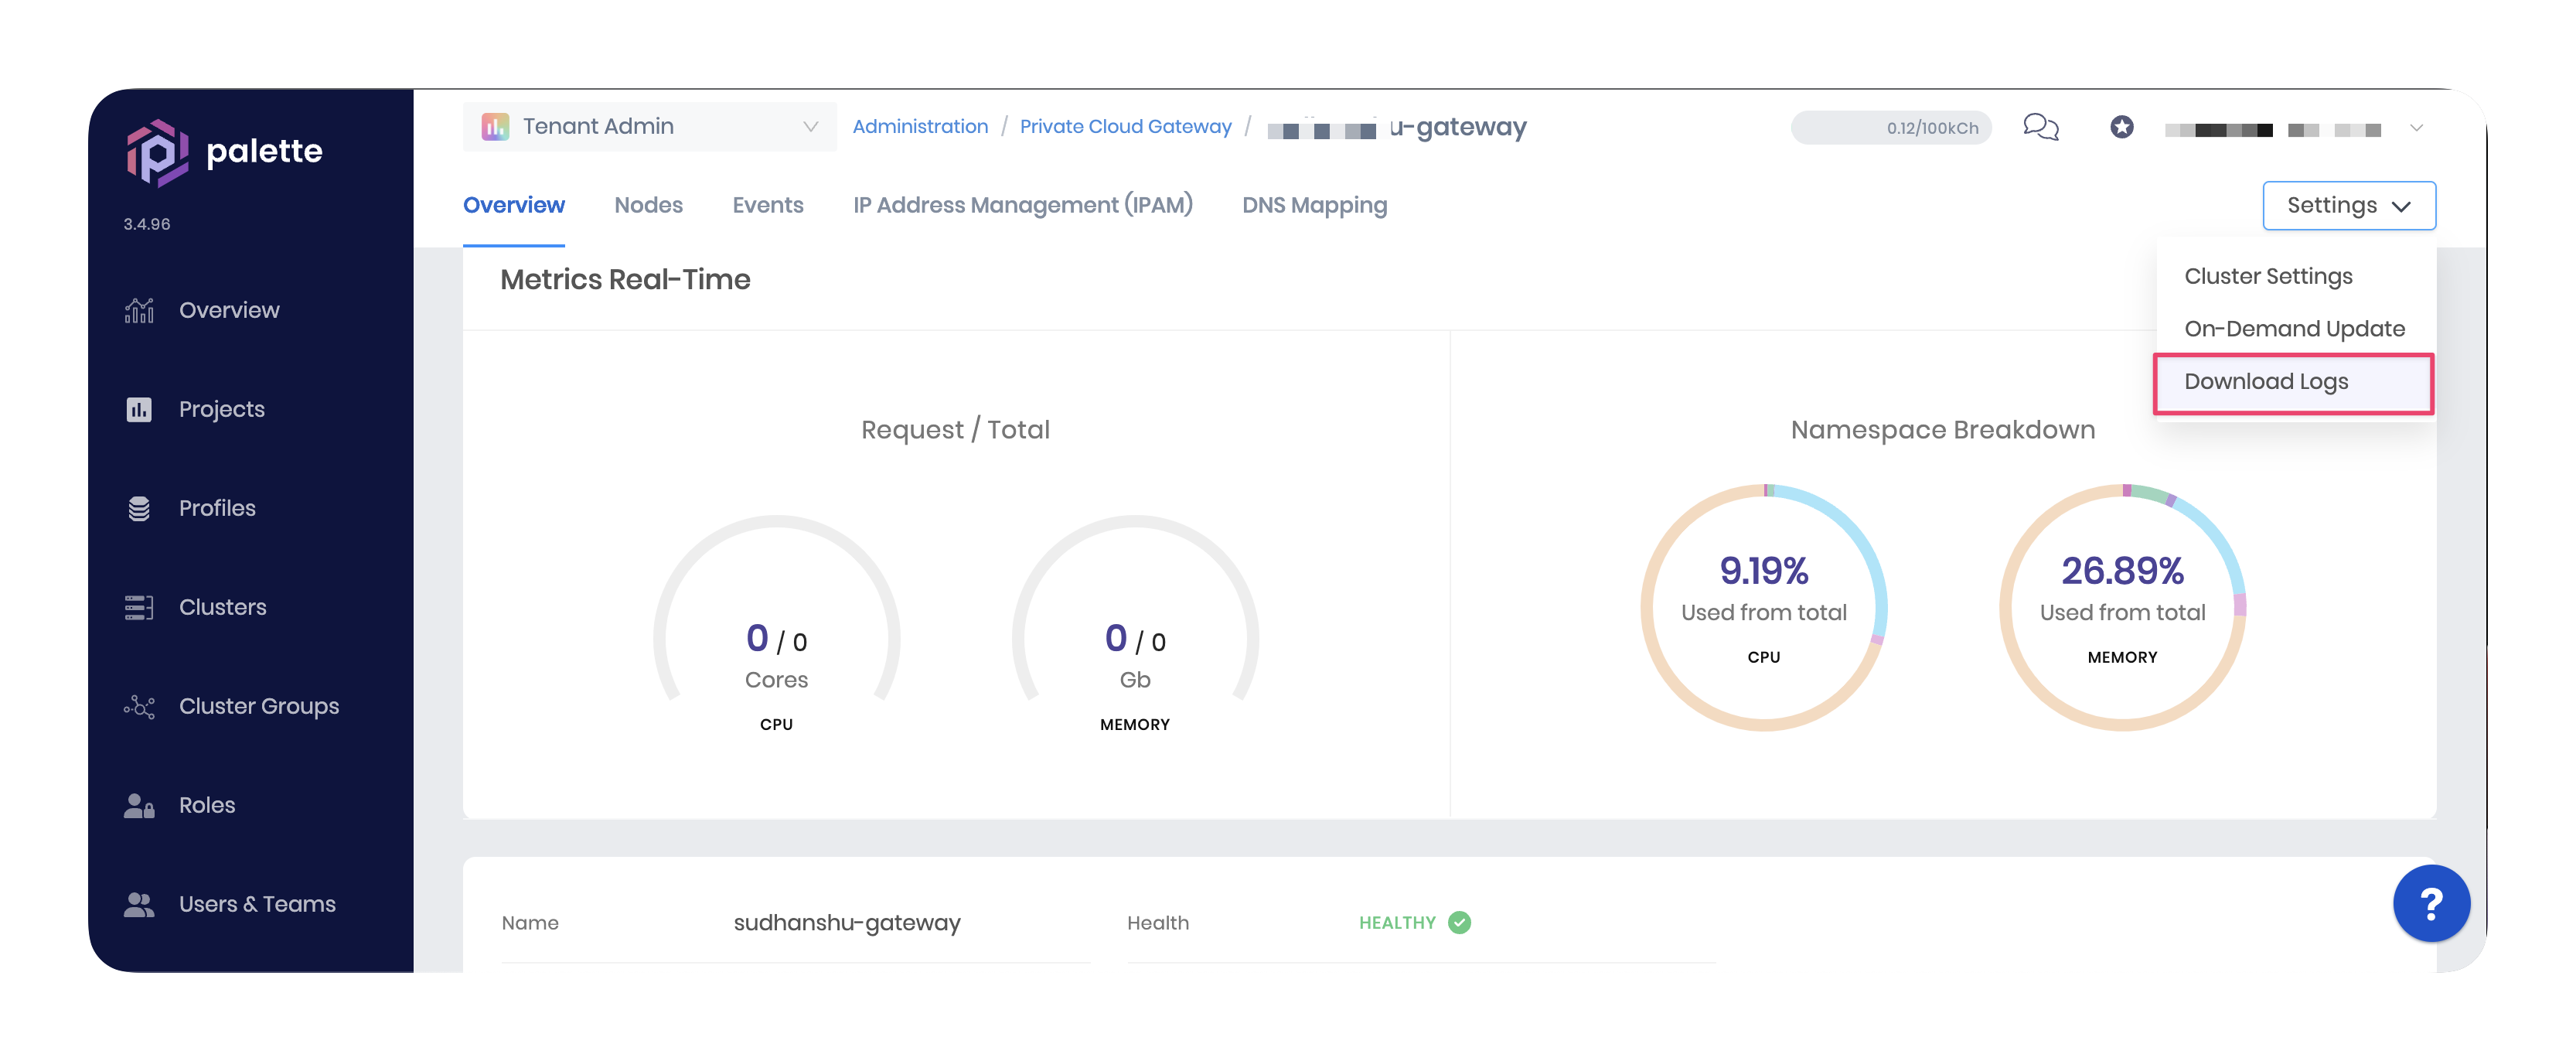 palette
3.4.96
Overview
Projects
Profiles
Clusters
Cluster Groups
Roles
Users & Teams
Tenant Admin
Administration / Private Cloud Gateway / u-gateway
0.12/100kCh
Overview Nodes Events IP Address Management (IPAM) DNS Mapping
Settings
Cluster Settings
On-Demand Update
Download Logs
Metrics Real-Time
Request / Total
0 / 0
Cores
CPU
0 / 0
Gb
MEMORY
Namespace Breakdown
9.19%
Used from total
CPU
26.89%
Used from total
MEMORY
Name sudhanshu-gateway
Health HEALTHY
?